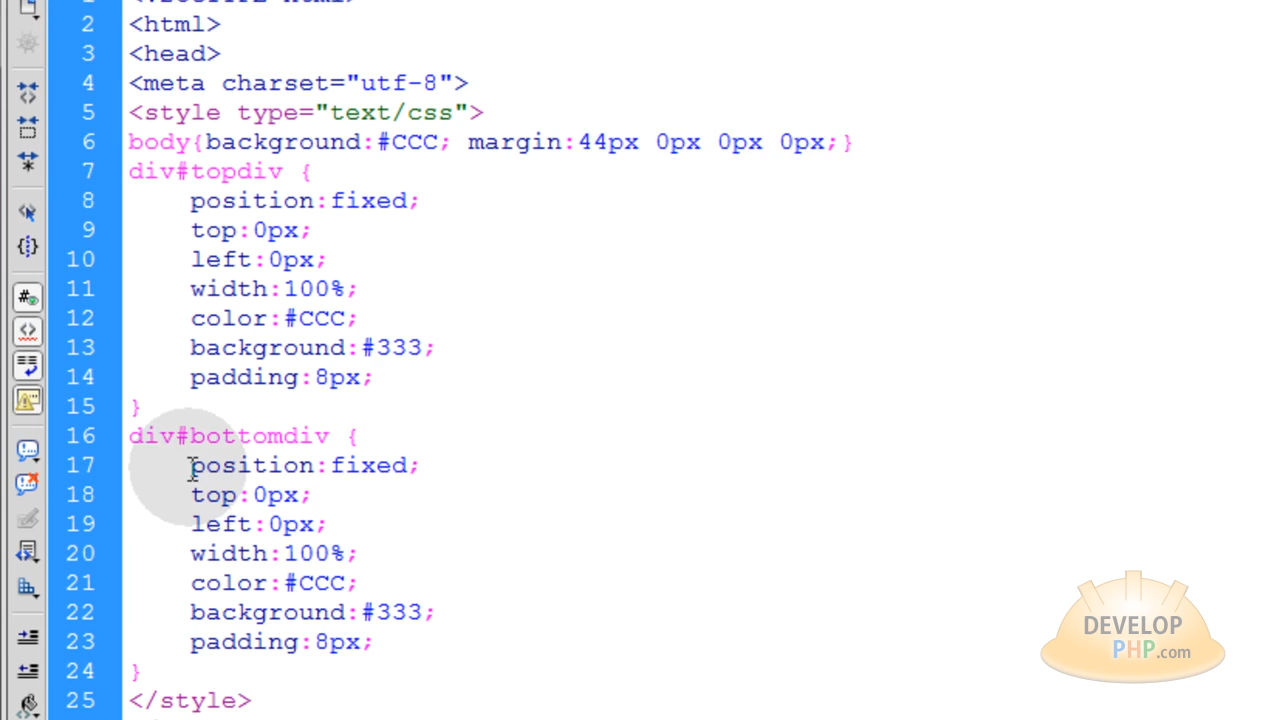 2 <html>
3 <head>
4 <meta charset="utf-8">
5 <style type="text/css">
6 body{background:#CCC; margin:44px 0px 0px 0px;}
7 div#topdiv {
8 position:fixed;
9 top:0px;
10 left:0px;
11 width:100%;
12 color:#CCC;
13 background:#333;
14 padding:8px;
15 }
16 div#bottomdiv {
17 position:fixed;
18 top:0px;
19 left:0px;
20 width:100%;
21 color:#CCC;
22 background:#333;
23 padding:8px;
24 }
25 </style>
DEVELOP
PHP.com